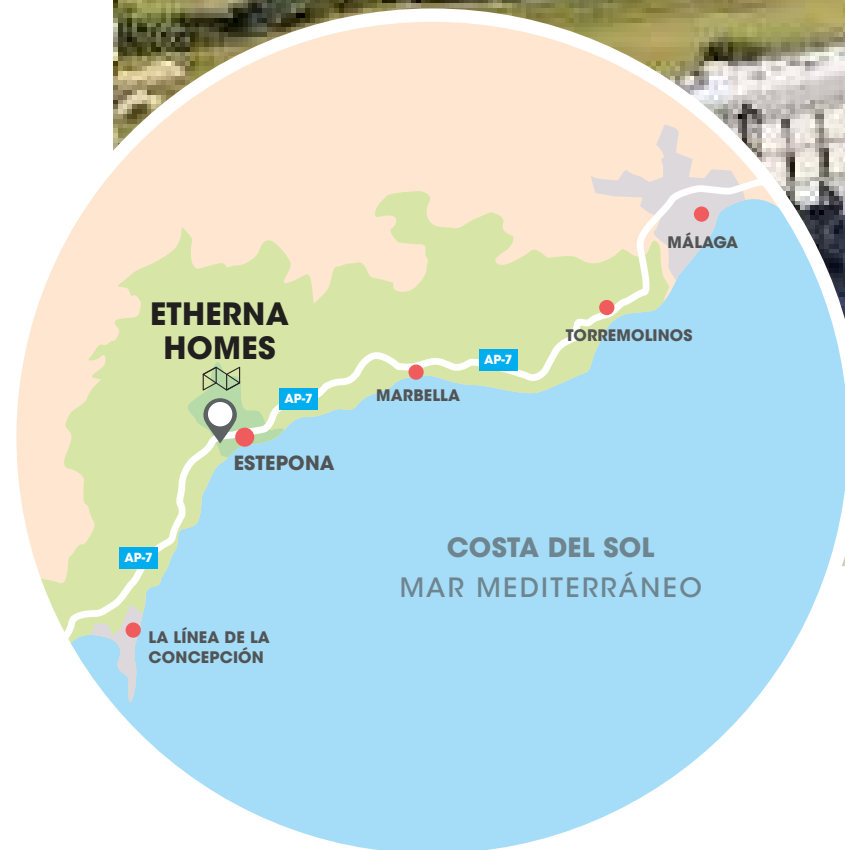 MÁLAGA
TORREMOLINOS
ETHERNA
HOMES
AP-7
MARBELLA
AP-7
ESTEPONA
COSTA DEL SOL
MAR MEDITERRÁNEO
AP-7
LA LÍNEA DE LA
CONCEPCIÓN